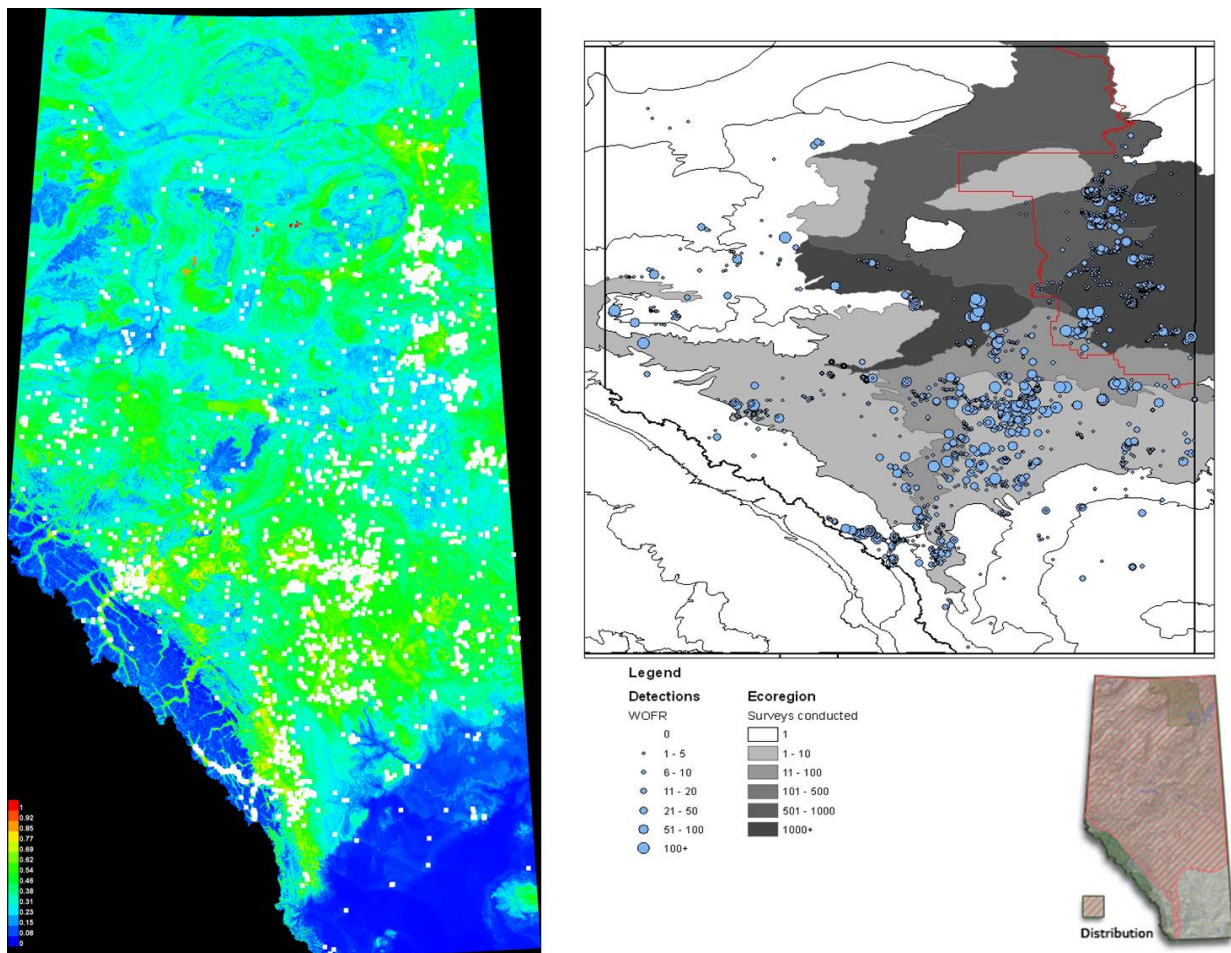 1
0.92
0.85
0.77
0.69
0.62
0.54
0.46
0.38
0.31
0.23
0.15
0.08
0
Legend
Detections
WOFR
0
1 - 5
6 - 10
11 - 20
21 - 50
51 - 100
100+
Ecoregion
Surveys conducted
1
1 - 10
11 - 100
101 - 500
501 - 1000
1000+
Distribution